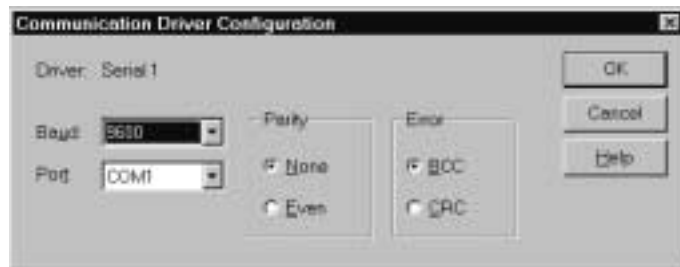 Communication Driver Configuration
Driver: Serial 1
Baud: 9600
Port: COM1
Parity
None
Even
Error
BCC
CRC
OK
Cancel
Help